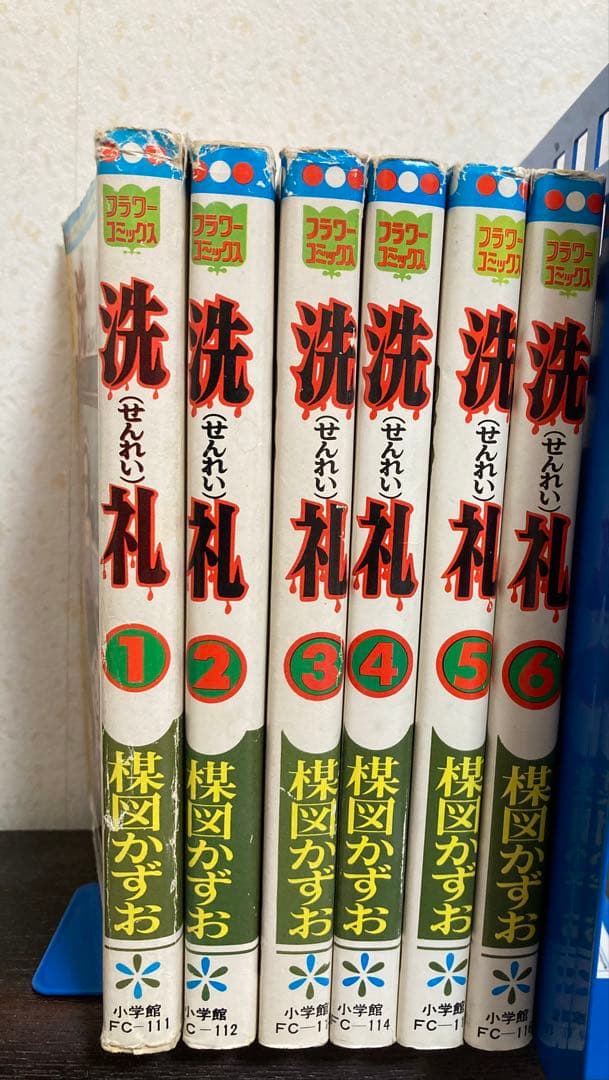 フラワー
コミックス
洗礼
(せんれい)
1
楳図かずお
小学館
FC-111
フラワー
コミックス
洗礼
(せんれい)
2
楳図かずお
小学館
C-112
フラワー
コミックス
洗礼
(せんれい)
3
楳図かずお
小学館
FC-11
フラワー
コミックス
洗礼
(せんれい)
4
楳図かずお
小学館
C-114
フラワー
コミックス
洗礼
(せんれい)
5
楳図かずお
小学館
FC-11
フラワー
コミックス
洗礼
(せんれい)
6
楳図かずお
小学館
FC-11